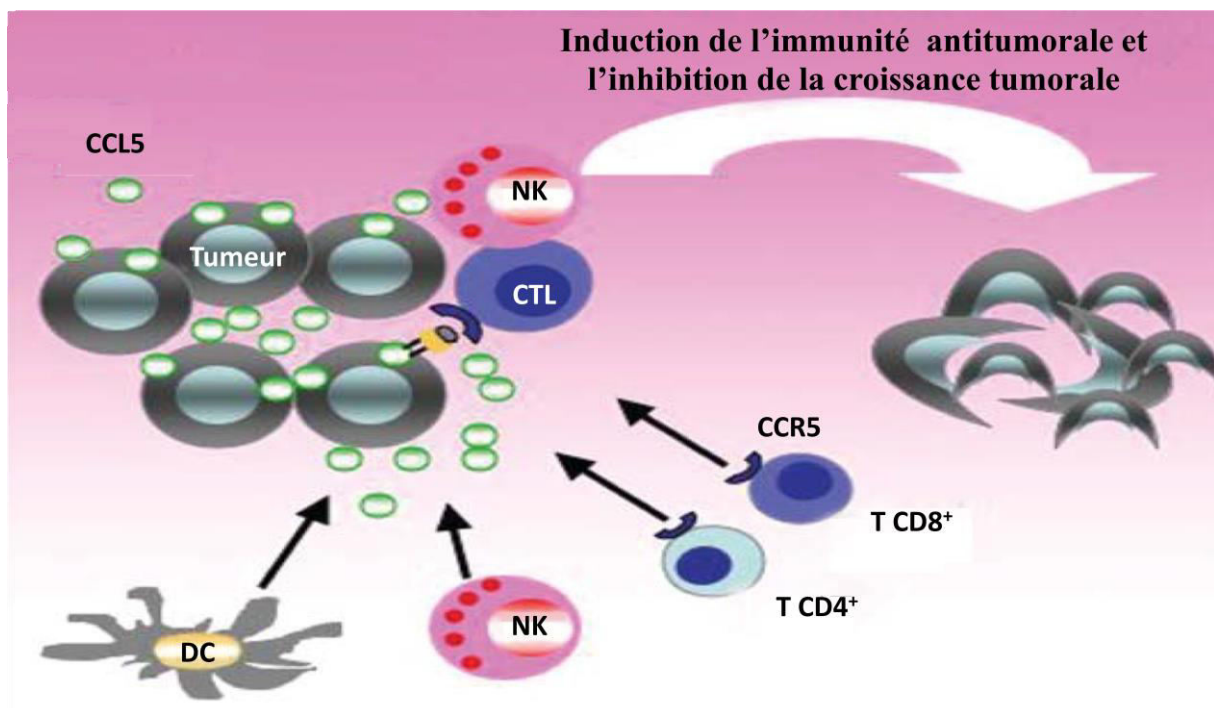 Induction de l’immunité antitumorale et
l’inhibition de la croissance tumorale
CCL5
NK
Tumeur
CTL
CCR5
T CD8⁺
T CD4⁺
NK
DC